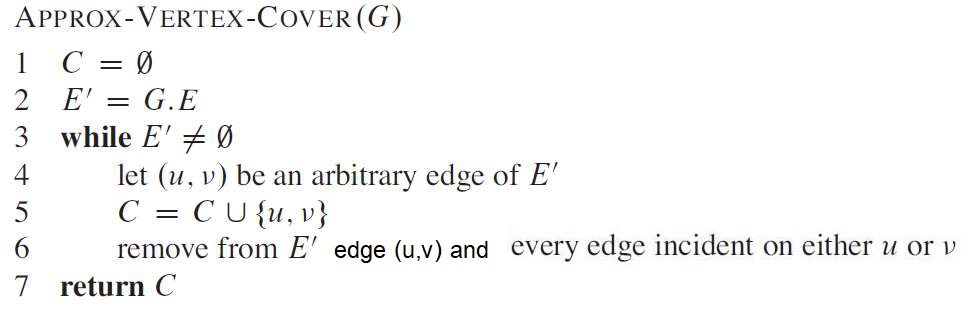 APPROX-VERTEX-COVER(G)
1 C = ∅
2 E′ = G.E
3 while E′ ≠ ∅
4 let (u, v) be an arbitrary edge of E′
5 C = C ∪ {u, v}
6 remove from E′ edge (u,v) and every edge incident on either u or v
7 return C